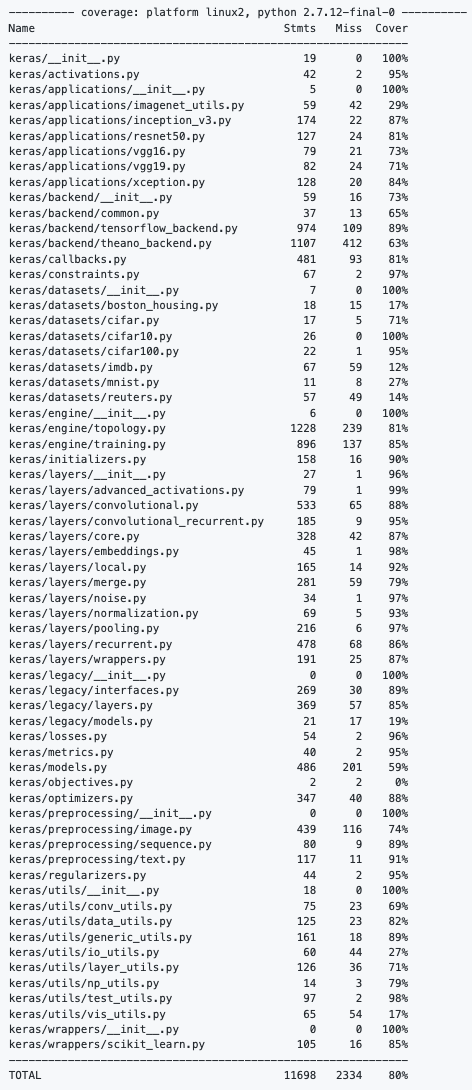 ---------- coverage: platform linux2, python 2.7.12-final-0 ----------
Name Stmts Miss Cover
--------------------------------------------------------------
keras/__init__.py 19 0 100%
keras/activations.py 42 2 95%
keras/applications/__init__.py 5 0 100%
keras/applications/imagenet_utils.py 59 42 29%
keras/applications/inception_v3.py 174 22 87%
keras/applications/resnet50.py 127 24 81%
keras/applications/vgg16.py 79 21 73%
keras/applications/vgg19.py 82 24 71%
keras/applications/xception.py 128 20 84%
keras/backend/__init__.py 59 16 73%
keras/backend/common.py 37 13 65%
keras/backend/tensorflow_backend.py 974 109 89%
keras/backend/theano_backend.py 1107 412 63%
keras/callbacks.py 481 93 81%
keras/constraints.py 67 2 97%
keras/datasets/__init__.py 7 0 100%
keras/datasets/boston_housing.py 18 15 17%
keras/datasets/cifar.py 17 5 71%
keras/datasets/cifar10.py 26 0 100%
keras/datasets/cifar100.py 22 1 95%
keras/datasets/imdb.py 67 59 12%
keras/datasets/mnist.py 11 8 27%
keras/datasets/reuters.py 57 49 14%
keras/engine/__init__.py 6 0 100%
keras/engine/topology.py 1228 239 81%
keras/engine/training.py 896 137 85%
keras/initializers.py 158 16 90%
keras/layers/__init__.py 27 1 96%
keras/layers/advanced_activations.py 79 1 99%
keras/layers/convolutional.py 533 65 88%
keras/layers/convolutional_recurrent.py 185 9 95%
keras/layers/core.py 328 42 87%
keras/layers/embeddings.py 45 1 98%
keras/layers/local.py 165 14 92%
keras/layers/merge.py 281 59 79%
keras/layers/noise.py 34 1 97%
keras/layers/normalization.py 69 5 93%
keras/layers/pooling.py 216 6 97%
keras/layers/recurrent.py 478 68 86%
keras/layers/wrappers.py 191 25 87%
keras/legacy/__init__.py 0 0 100%
keras/legacy/interfaces.py 269 30 89%
keras/legacy/layers.py 369 57 85%
keras/legacy/models.py 21 17 19%
keras/losses.py 54 2 96%
keras/metrics.py 40 2 95%
keras/models.py 486 201 59%
keras/objectives.py 2 2 0%
keras/optimizers.py 347 40 88%
keras/preprocessing/__init__.py 0 0 100%
keras/preprocessing/image.py 439 116 74%
keras/preprocessing/sequence.py 80 9 89%
keras/preprocessing/text.py 117 11 91%
keras/regularizers.py 44 2 95%
keras/utils/__init__.py 18 0 100%
keras/utils/conv_utils.py 75 23 69%
keras/utils/data_utils.py 125 23 82%
keras/utils/generic_utils.py 161 18 89%
keras/utils/io_utils.py 60 44 27%
keras/utils/layer_utils.py 126 36 71%
keras/utils/np_utils.py 14 3 79%
keras/utils/test_utils.py 97 2 98%
keras/utils/vis_utils.py 65 54 17%
keras/wrappers/__init__.py 0 0 100%
keras/wrappers/scikit_learn.py 105 16 85%
--------------------------------------------------------------
TOTAL 11698 2334 80%